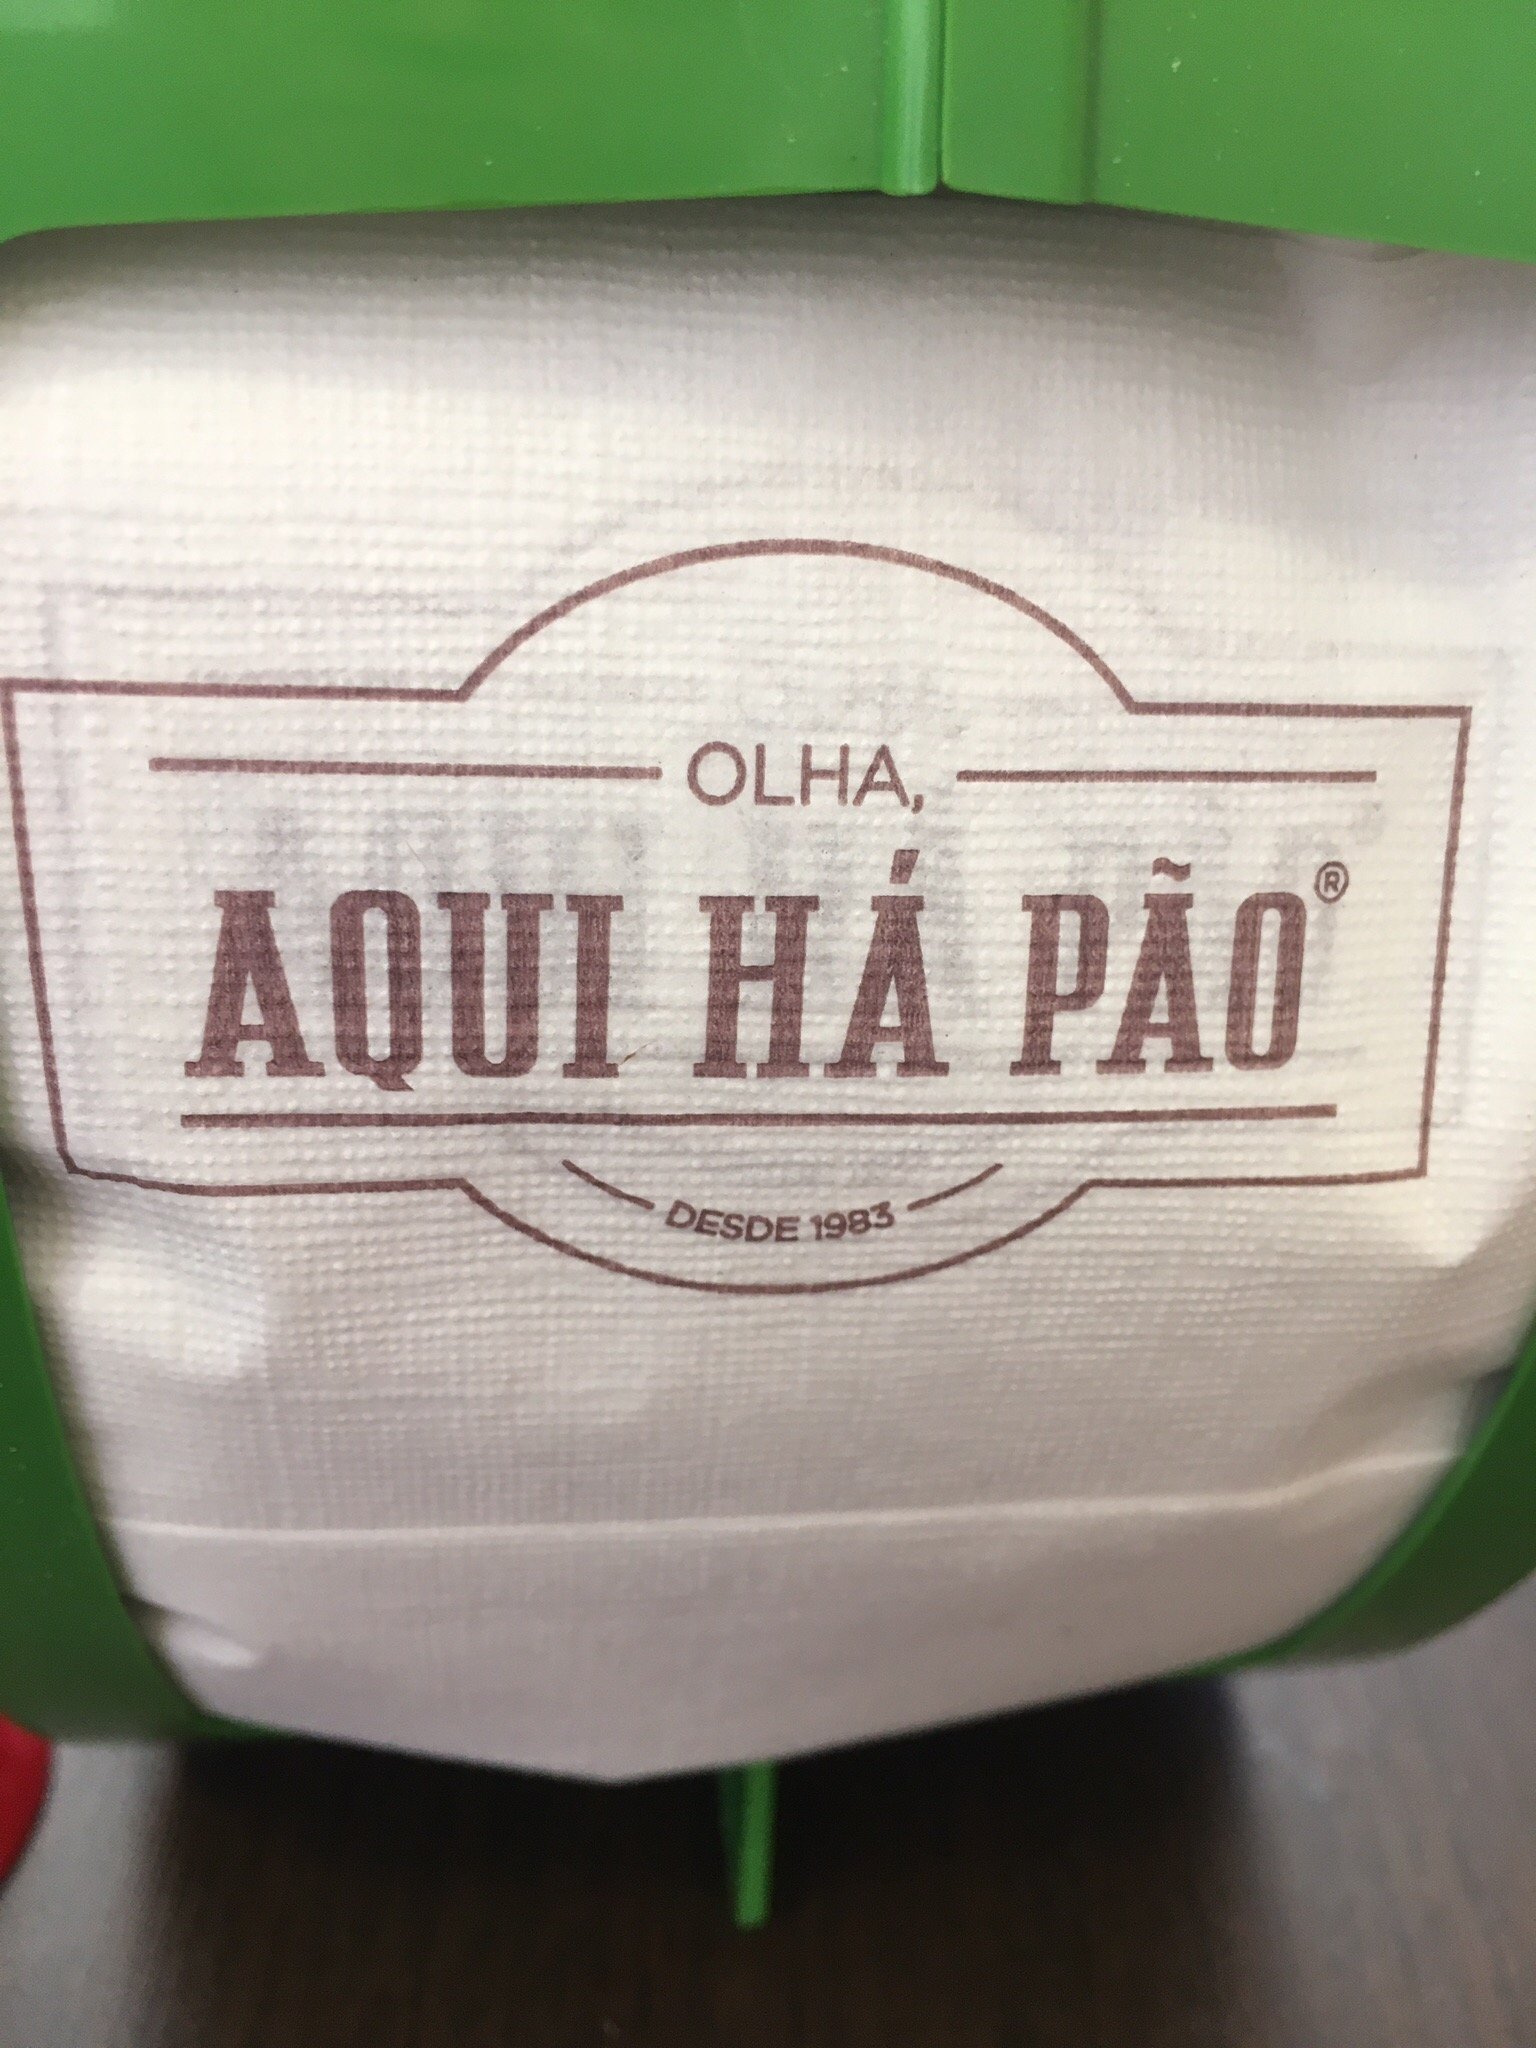 OLHA,
AQUI HÁ PÃO®
DESDE 1983